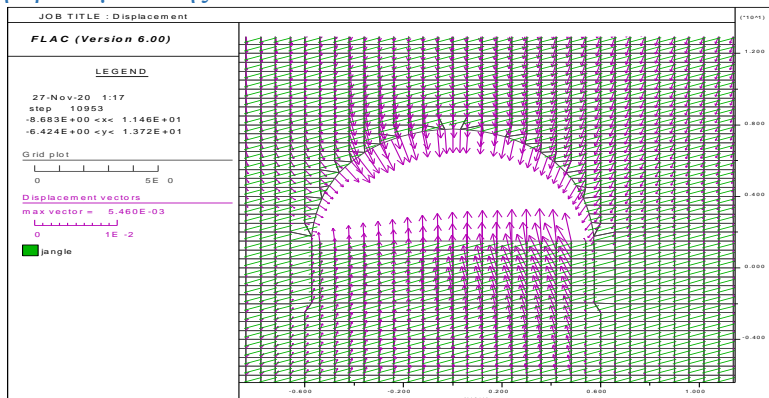 JOB TITLE : Displacement
FLAC (Version 6.00)
LEGEND
27-Nov-20 1:17
step 10953
-8.683E+00 <x< 1.146E+01
-6.424E+00 <y< 1.372E+01
Grid plot
0 5E 0
Displacement vectors
max vector = 5.460E-03
0 1E -2
jangle
(*10^1)
1.200
0.800
0.400
0.000
-0.400
-0.600 -0.200 0.200 0.600 1.000